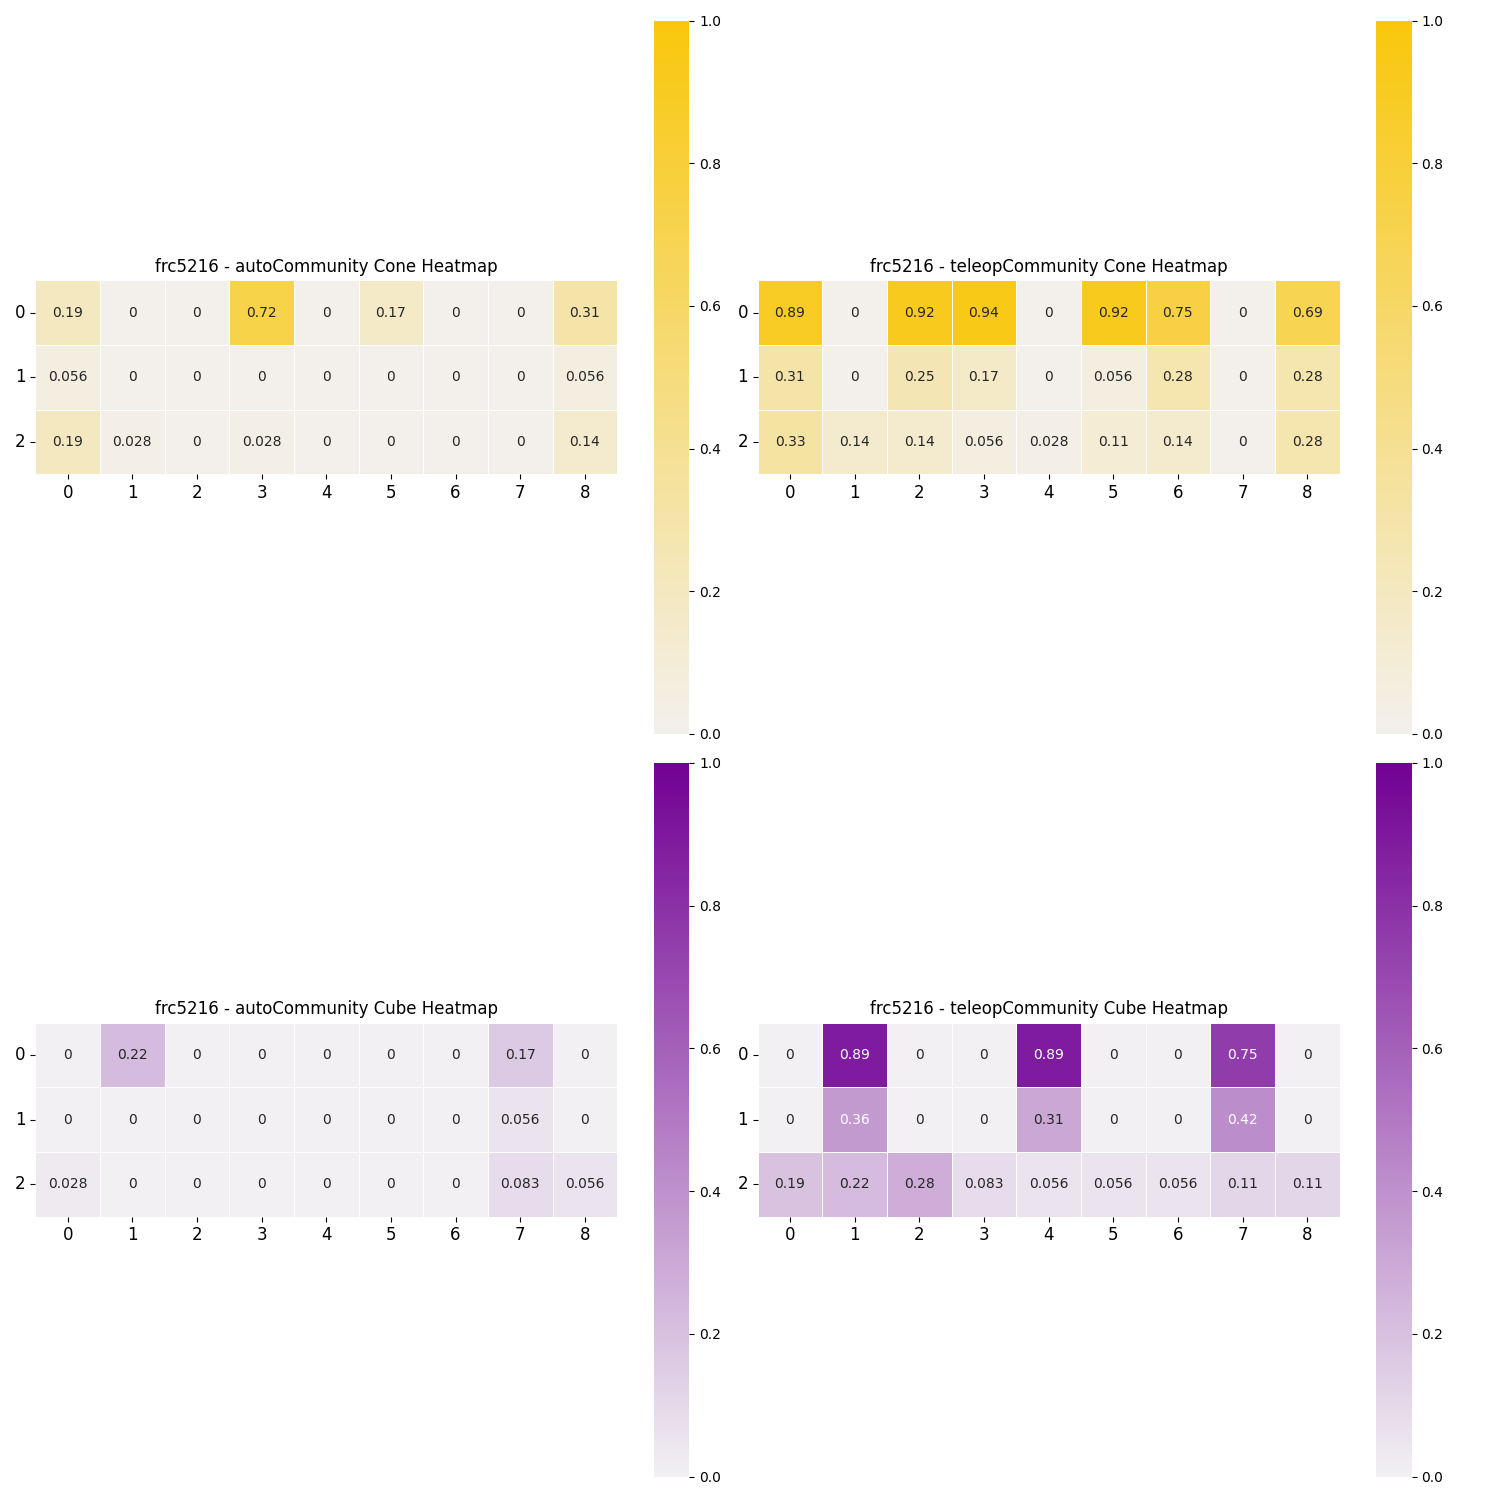 frc5216 - autoCommunity Cone Heatmap
0 0.19 0 0 0.72 0 0.17 0 0 0.31
1 0.056 0 0 0 0 0 0 0 0.056
2 0.19 0.028 0 0.028 0 0 0 0 0.14
0 1 2 3 4 5 6 7 8
1.0
0.8
0.6
0.4
0.2
0.0
frc5216 - teleopCommunity Cone Heatmap
0 0.89 0 0.92 0.94 0 0.92 0.75 0 0.69
1 0.31 0 0.25 0.17 0 0.056 0.28 0 0.28
2 0.33 0.14 0.14 0.056 0.028 0.11 0.14 0 0.28
0 1 2 3 4 5 6 7 8
1.0
0.8
0.6
0.4
0.2
0.0
frc5216 - autoCommunity Cube Heatmap
0 0 0.22 0 0 0 0 0 0.17 0
1 0 0 0 0 0 0 0 0.056 0
2 0.028 0 0 0 0 0 0 0.083 0.056
0 1 2 3 4 5 6 7 8
1.0
0.8
0.6
0.4
0.2
0.0
frc5216 - teleopCommunity Cube Heatmap
0 0 0.89 0 0 0.89 0 0 0.75 0
1 0 0.36 0 0 0.31 0 0 0.42 0
2 0.19 0.22 0.28 0.083 0.056 0.056 0.056 0.11 0.11
0 1 2 3 4 5 6 7 8
1.0
0.8
0.6
0.4
0.2
0.0